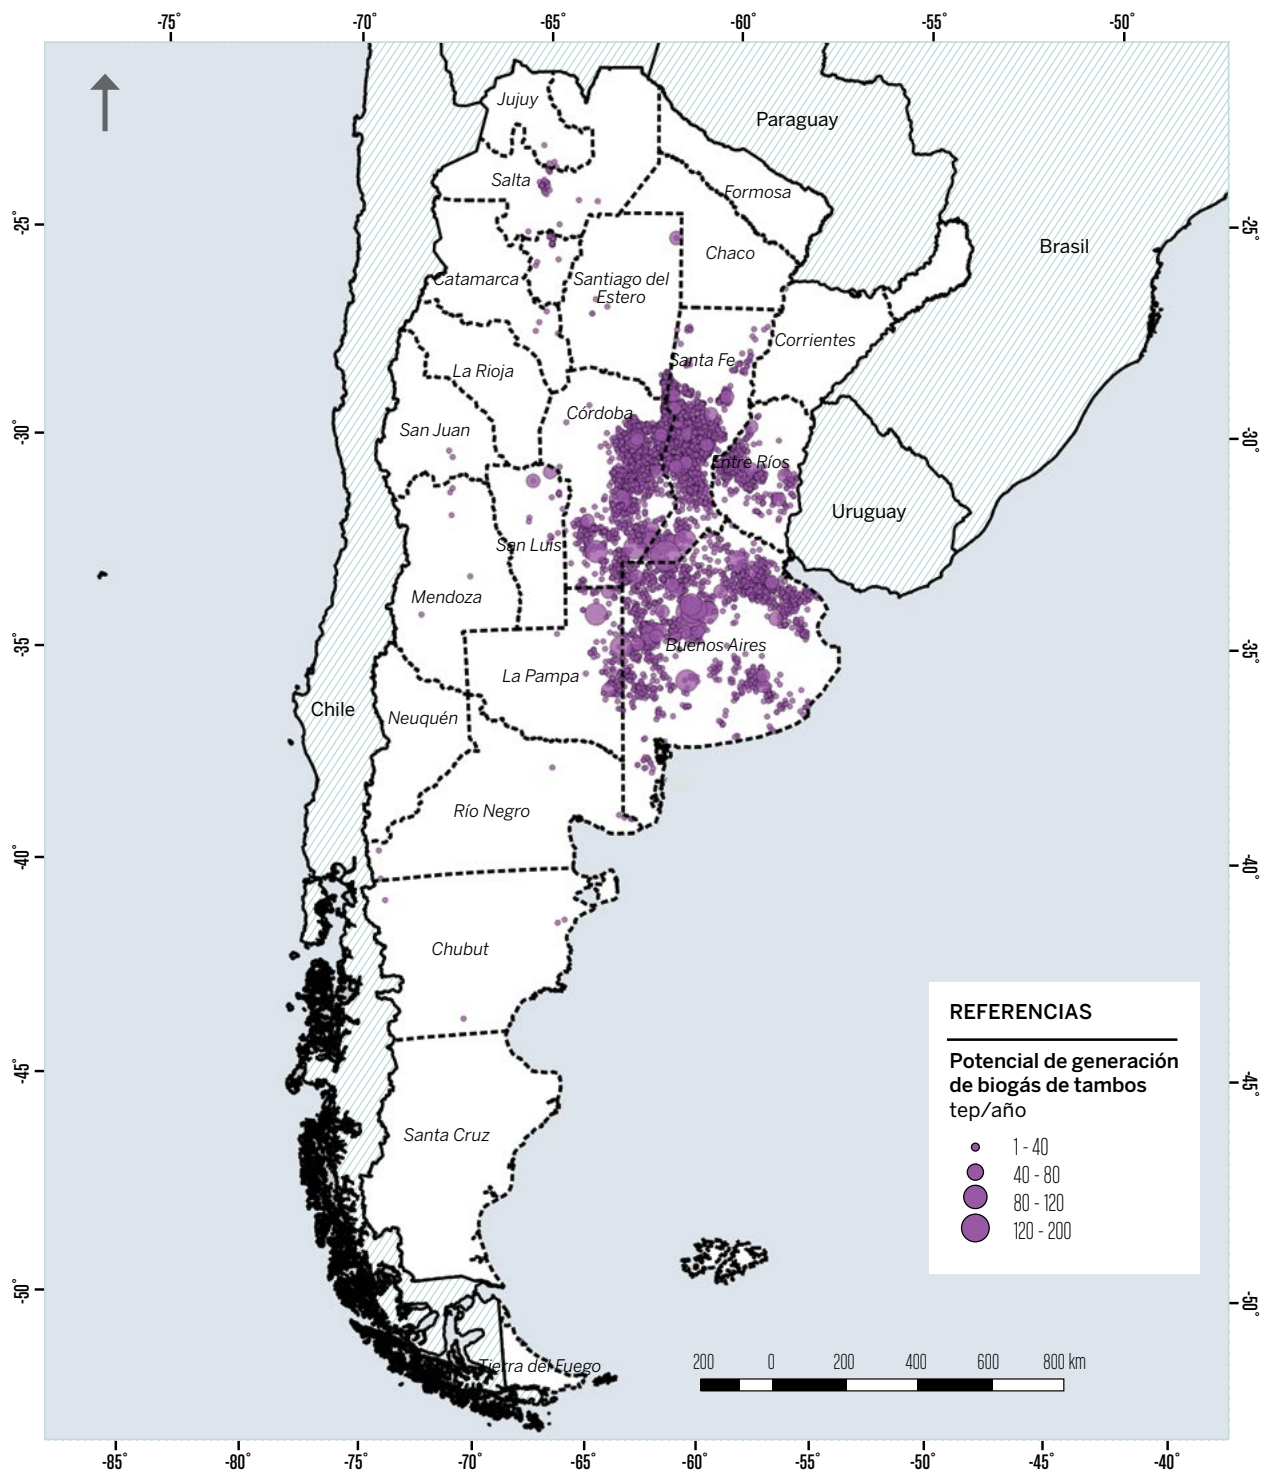 -75°
-70°
-65°
-60°
-55°
-50°
Jujuy
Paraguay
Salta
Formosa
-25°
-25°
Chaco
Brasil
Catamarca
Santiago del
Estero
Corrientes
Santa Fe
La Rioja
Córdoba
San Juan
-30°
-30°
Entre Ríos
Uruguay
San Luis
Mendoza
-35°
-35°
Buenos Aires
La Pampa
Chile
Neuquén
Río Negro
-40°
-40°
Chubut
REFERENCIAS
Potencial de generación
de biogás de tambos
tep/año
1 - 40
40 - 80
80 - 120
120 - 200
-45°
-45°
Santa Cruz
-50°
-50°
Tierra del Fuego
200 0 200 400 600 800 km
-85°
-80°
-75°
-70°
-65°
-60°
-55°
-50°
-45°
-40°